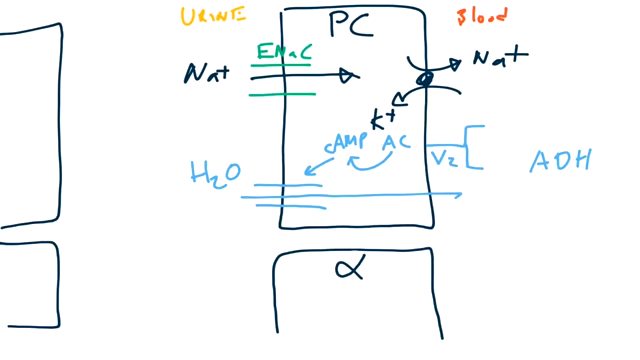 URINE
PC
Blood
ENaC
Na+
Na+
K+
cAMP AC
H2O
V2
ADH
α